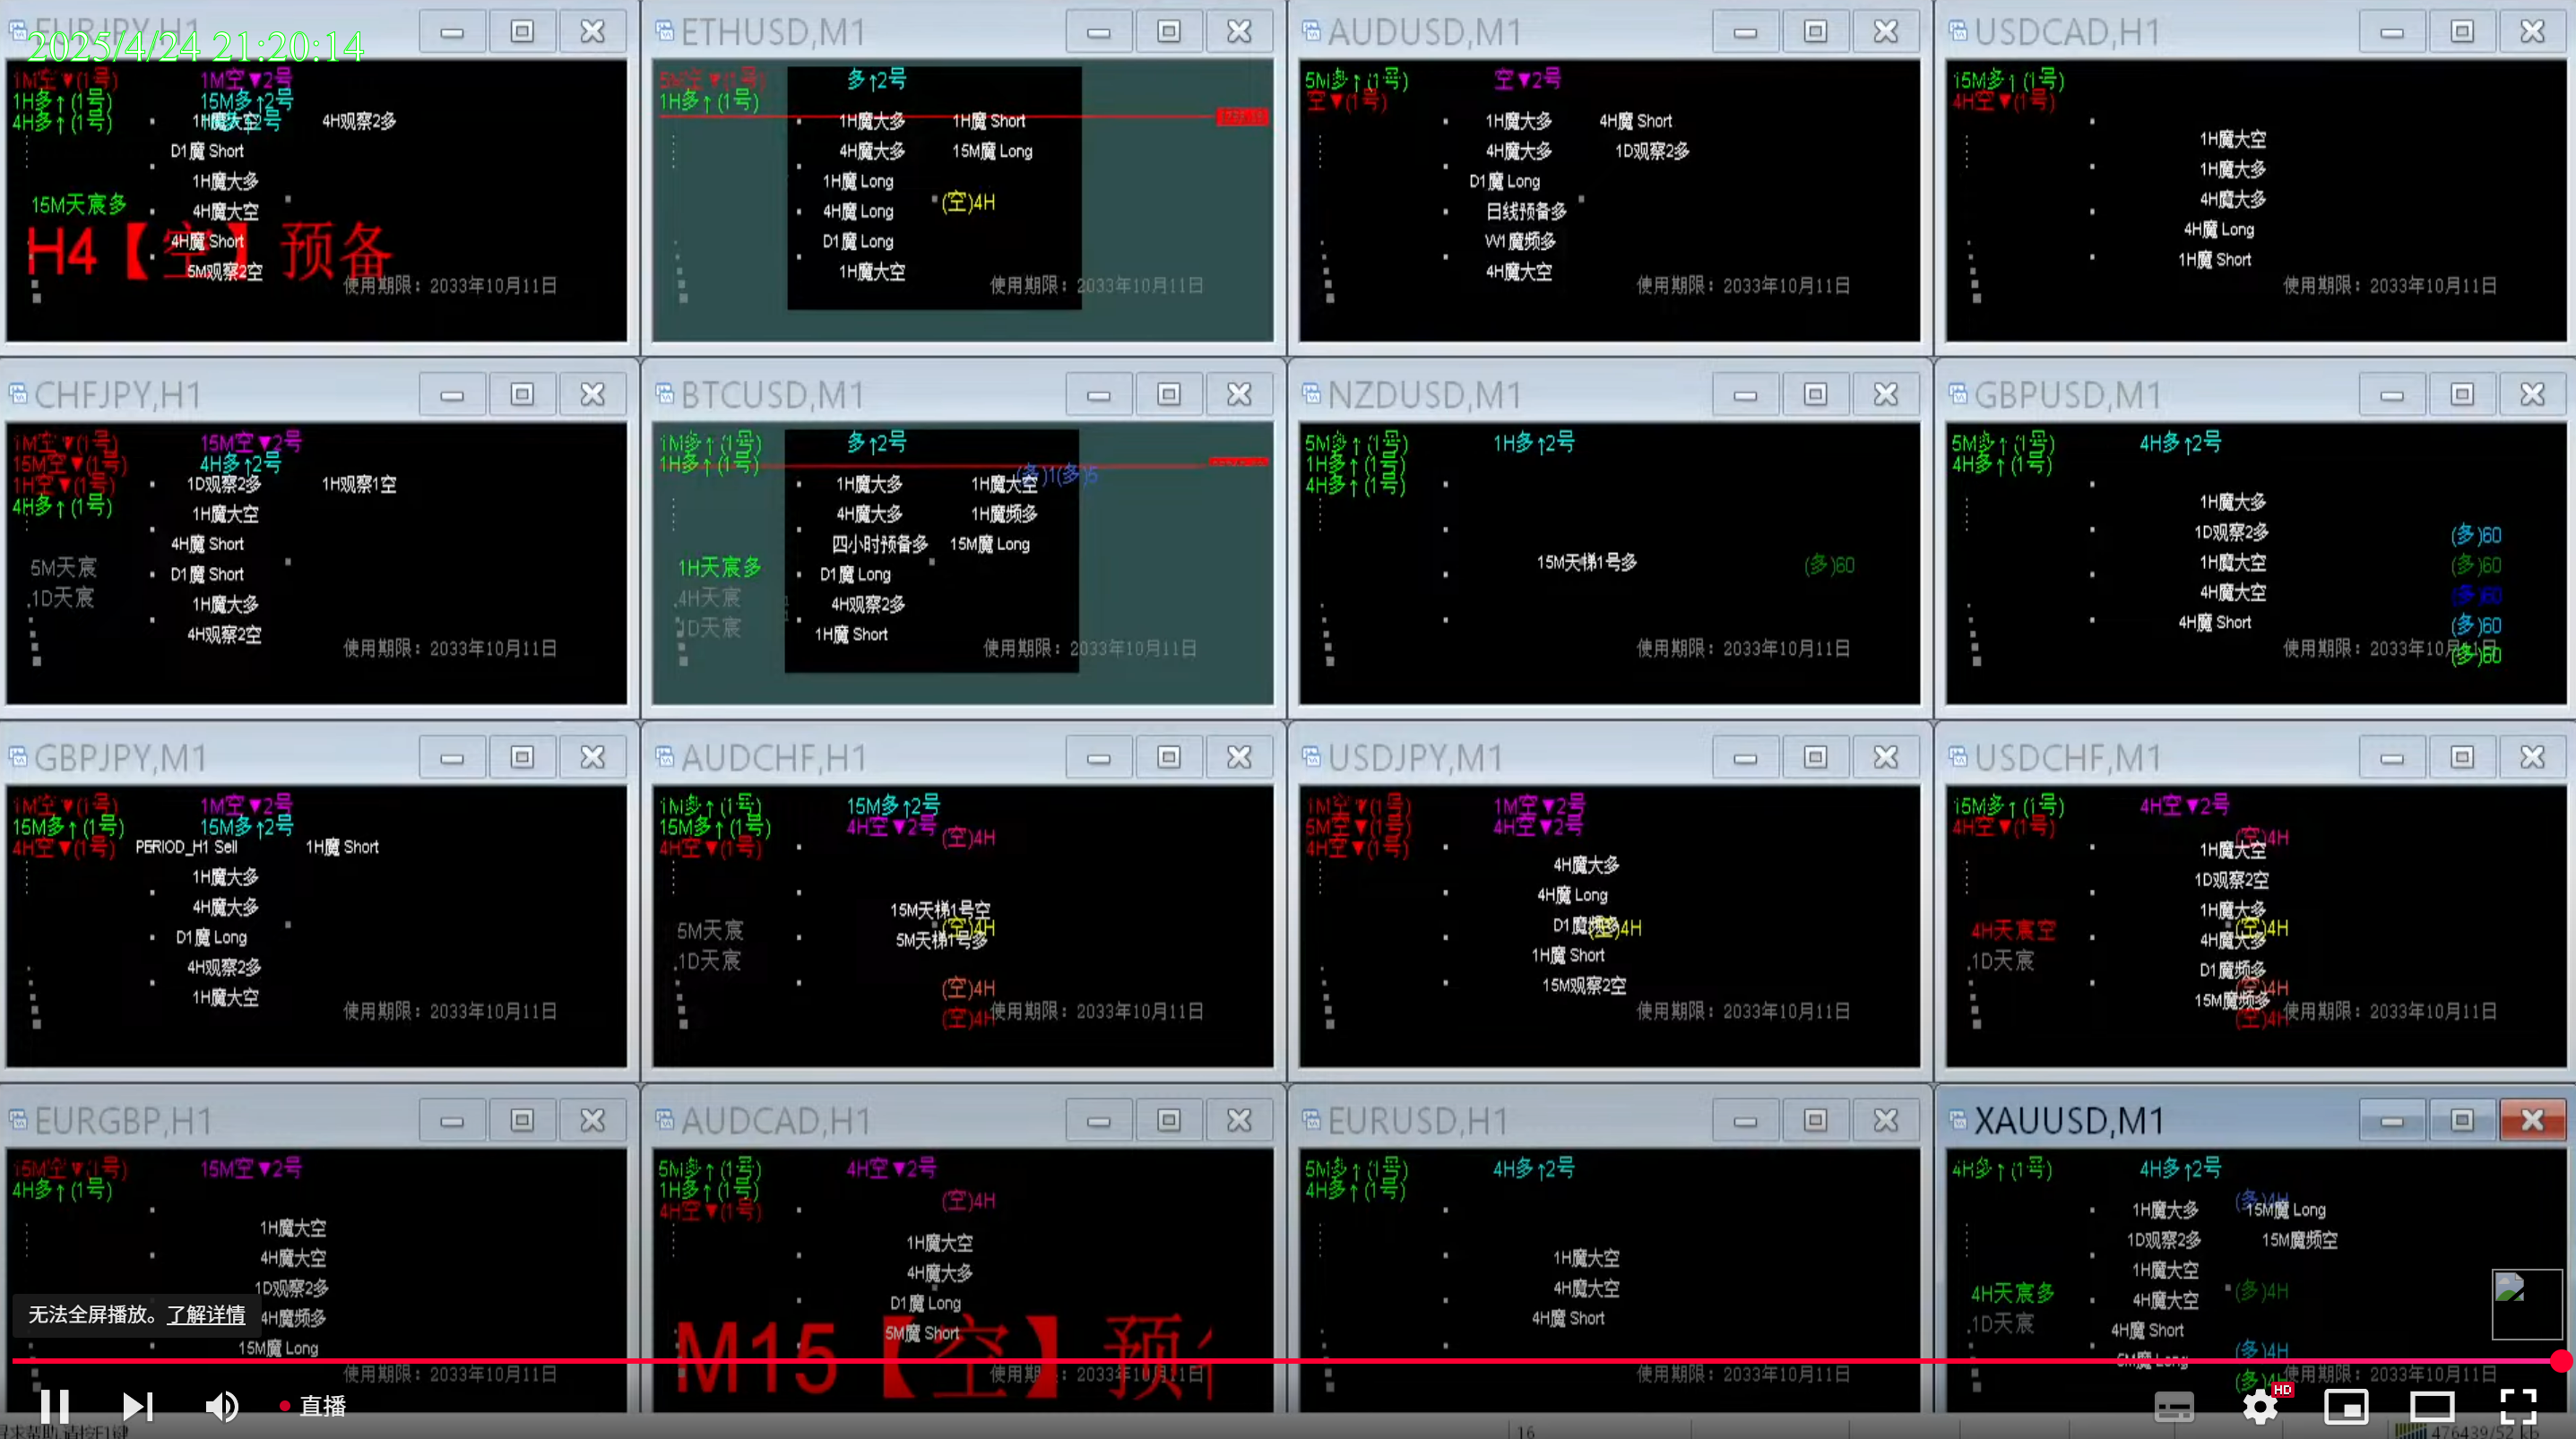 EURJPY,H1
2025/4/24 21:20:14
1M空▼(1号)
1M空▼2号
1H多↑(1号)
15M多↑2号
4H多↑(1号)
1H魔大空
4H观察2多
D1魔 Short
1H魔大多
15M天宸多
4H魔大空
H4【空】预备
4H魔 Short
5M观察2空
使用期限：2033年10月11日
ETHUSD,M1
5M空▼(1号)
多↑2号
1H多↑(1号)
1H魔大多
1H魔 Short
4H魔大多
15M魔 Long
1H魔 Long
(空)4H
4H魔 Long
D1魔 Long
1H魔大空
使用期限：2033年10月11日
AUDUSD,M1
5M多↑(1号)
空▼2号
空▼(1号)
1H魔大多
4H魔 Short
4H魔大多
1D观察2多
D1魔 Long
日线预备多
W1魔频多
4H魔大空
使用期限：2033年10月11日
USDCAD,H1
15M多↑(1号)
4H空▼(1号)
1H魔大空
1H魔大多
4H魔大多
4H魔 Long
1H魔 Short
使用期限：2033年10月11日
CHFJPY,H1
1M空▼(1号)
15M空▼2号
15M空▼(1号)
4H多↑2号
1H空▼(1号)
1D观察2多
1H观察1空
4H多↑(1号)
1H魔大空
4H魔 Short
5M天宸
D1魔 Short
1D天宸
1H魔大多
4H观察2空
使用期限：2033年10月11日
BTCUSD,M1
1M多↑(1号)
多↑2号
1H多↑(1号)
(多)1(多)5
1H魔大多
1H魔大空
4H魔大多
1H魔频多
四小时预备多
15M魔 Long
1H天宸多
D1魔 Long
4H天宸
4H观察2多
1D天宸
1H魔 Short
使用期限：2033年10月11日
NZDUSD,M1
5M多↑(1号)
1H多↑2号
1H多↑(1号)
4H多↑(1号)
15M天梯1号多
(多)60
使用期限：2033年10月11日
GBPUSD,M1
5M多↑(1号)
4H多↑2号
4H多↑(1号)
1H魔大多
1D观察2多
(多)60
1H魔大空
(多)60
4H魔大空
(多)60
4H魔 Short
(多)60
使用期限：2033年10月11日
(多)60
GBPJPY,M1
1M空▼(1号)
1M空▼2号
15M多↑(1号)
15M多↑2号
4H空▼(1号)
PERIOD_H1 Sell
1H魔 Short
1H魔大多
4H魔大多
D1魔 Long
4H观察2多
1H魔大空
使用期限：2033年10月11日
AUDCHF,H1
1M多↑(1号)
15M多↑2号
15M多↑(1号)
4H空▼2号
(空)4H
4H空▼(1号)
15M天梯1号空
5M天宸
(空)4H
5M天梯1号多
1D天宸
(空)4H
(空)4H
使用期限：2033年10月11日
USDJPY,M1
1M空▼(1号)
1M空▼2号
5M空▼(1号)
4H空▼2号
4H空▼(1号)
4H魔大多
4H魔 Long
D1魔频多
(空)4H
1H魔 Short
15M观察2空
使用期限：2033年10月11日
USDCHF,M1
15M多↑(1号)
4H空▼2号
4H空▼(1号)
(空)4H
1H魔大空
1D观察2空
1H魔大多
4H天宸空
(空)4H
4H魔大多
1D天宸
D1魔频多
(空)4H
15M魔频多
(空)4H
使用期限：2033年10月11日
EURGBP,H1
15M空▼(1号)
15M空▼2号
4H多↑(1号)
1H魔大空
4H魔大空
1D观察2多
无法全屏播放。了解详情
4H魔频多
15M魔 Long
使用期限：2033年10月11日
直播
AUDCAD,H1
5M多↑(1号)
4H空▼2号
1H多↑(1号)
(空)4H
4H空▼(1号)
1H魔大空
4H魔大多
D1魔 Long
5M魔 Short
M15【空】预
使用期限：2033年10月11日
EURUSD,H1
5M多↑(1号)
4H多↑2号
4H多↑(1号)
1H魔大空
4H魔大空
4H魔 Short
使用期限：2033年10月11日
16
XAUUSD,M1
4H多↑(1号)
4H多↑2号
(多)4H
1H魔大多
15M魔 Long
1D观察2多
15M魔频空
1H魔大空
4H天宸多
4H魔大空
(多)4H
1D天宸
4H魔 Short
(多)4H
5M魔 Long
使用期限：2033年10月11日
HD
476439/52 kb